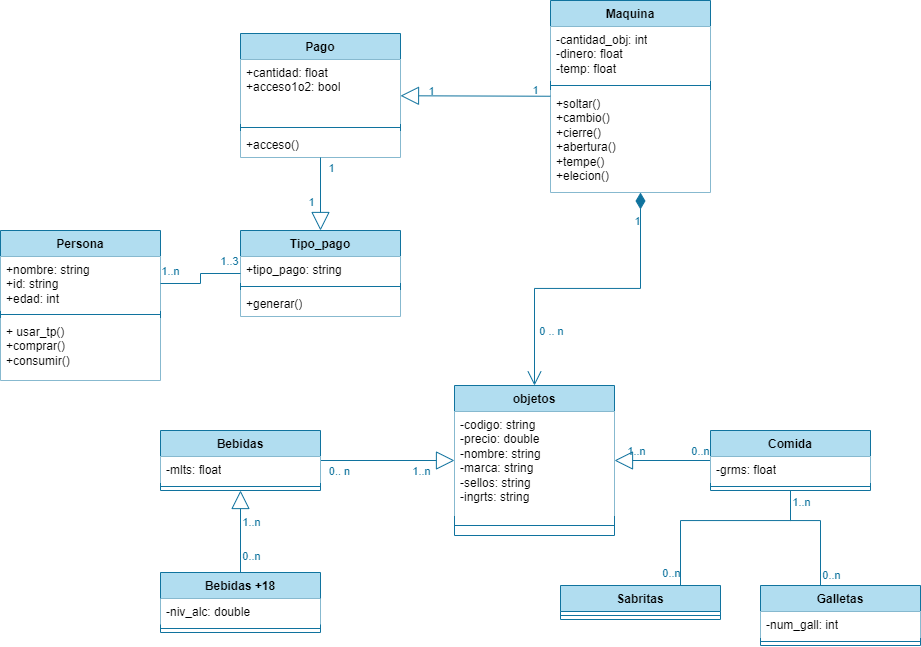 Maquina
-cantidad_obj: int
-dinero: float
-temp: float
+soltar()
+cambio()
+cierre()
+abertura()
+tempe()
+elecion()
Pago
+cantidad: float
+acceso1o2: bool
+acceso()
1
1
1
1
1
Persona
+nombre: string
+id: string
+edad: int
+ usar_tp()
+comprar()
+consumir()
1..n
1..3
Tipo_pago
+tipo_pago: string
+generar()
0 .. n
objetos
-codigo: string
-precio: double
-nombre: string
-marca: string
-sellos: string
-ingrts: string
Bebidas
-mlts: float
0.. n
1..n
1..n
0..n
Comida
-grms: float
1..n
0..n
Bebidas +18
-niv_alc: double
1..n
0..n
0..n
Sabritas
Galletas
-num_gall: int